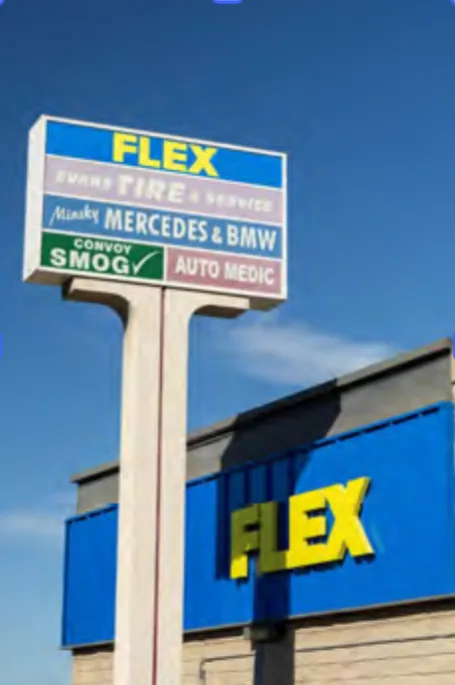 FLEX
EVANS TIRE & SERVICE
Minsky MERCEDES & BMW
CONVOY
SMOG✓
AUTO MEDIC
FLEX